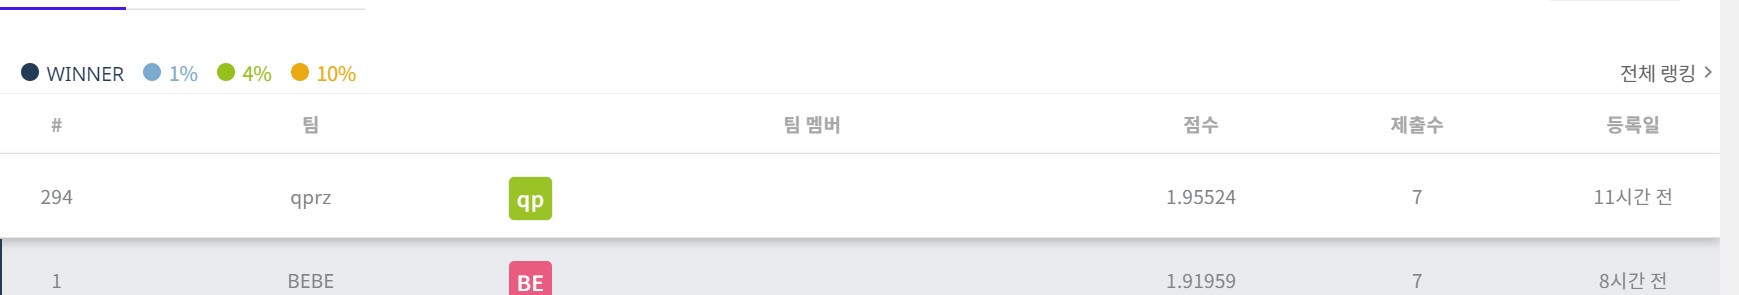 WINNER 1% 4% 10% 전체 랭킹 >
# 팀 팀 멤버 점수 제출수 등록일
294 qprz qp 1.95524 7 11시간 전
1 BEBE BE 1.91959 7 8시간 전